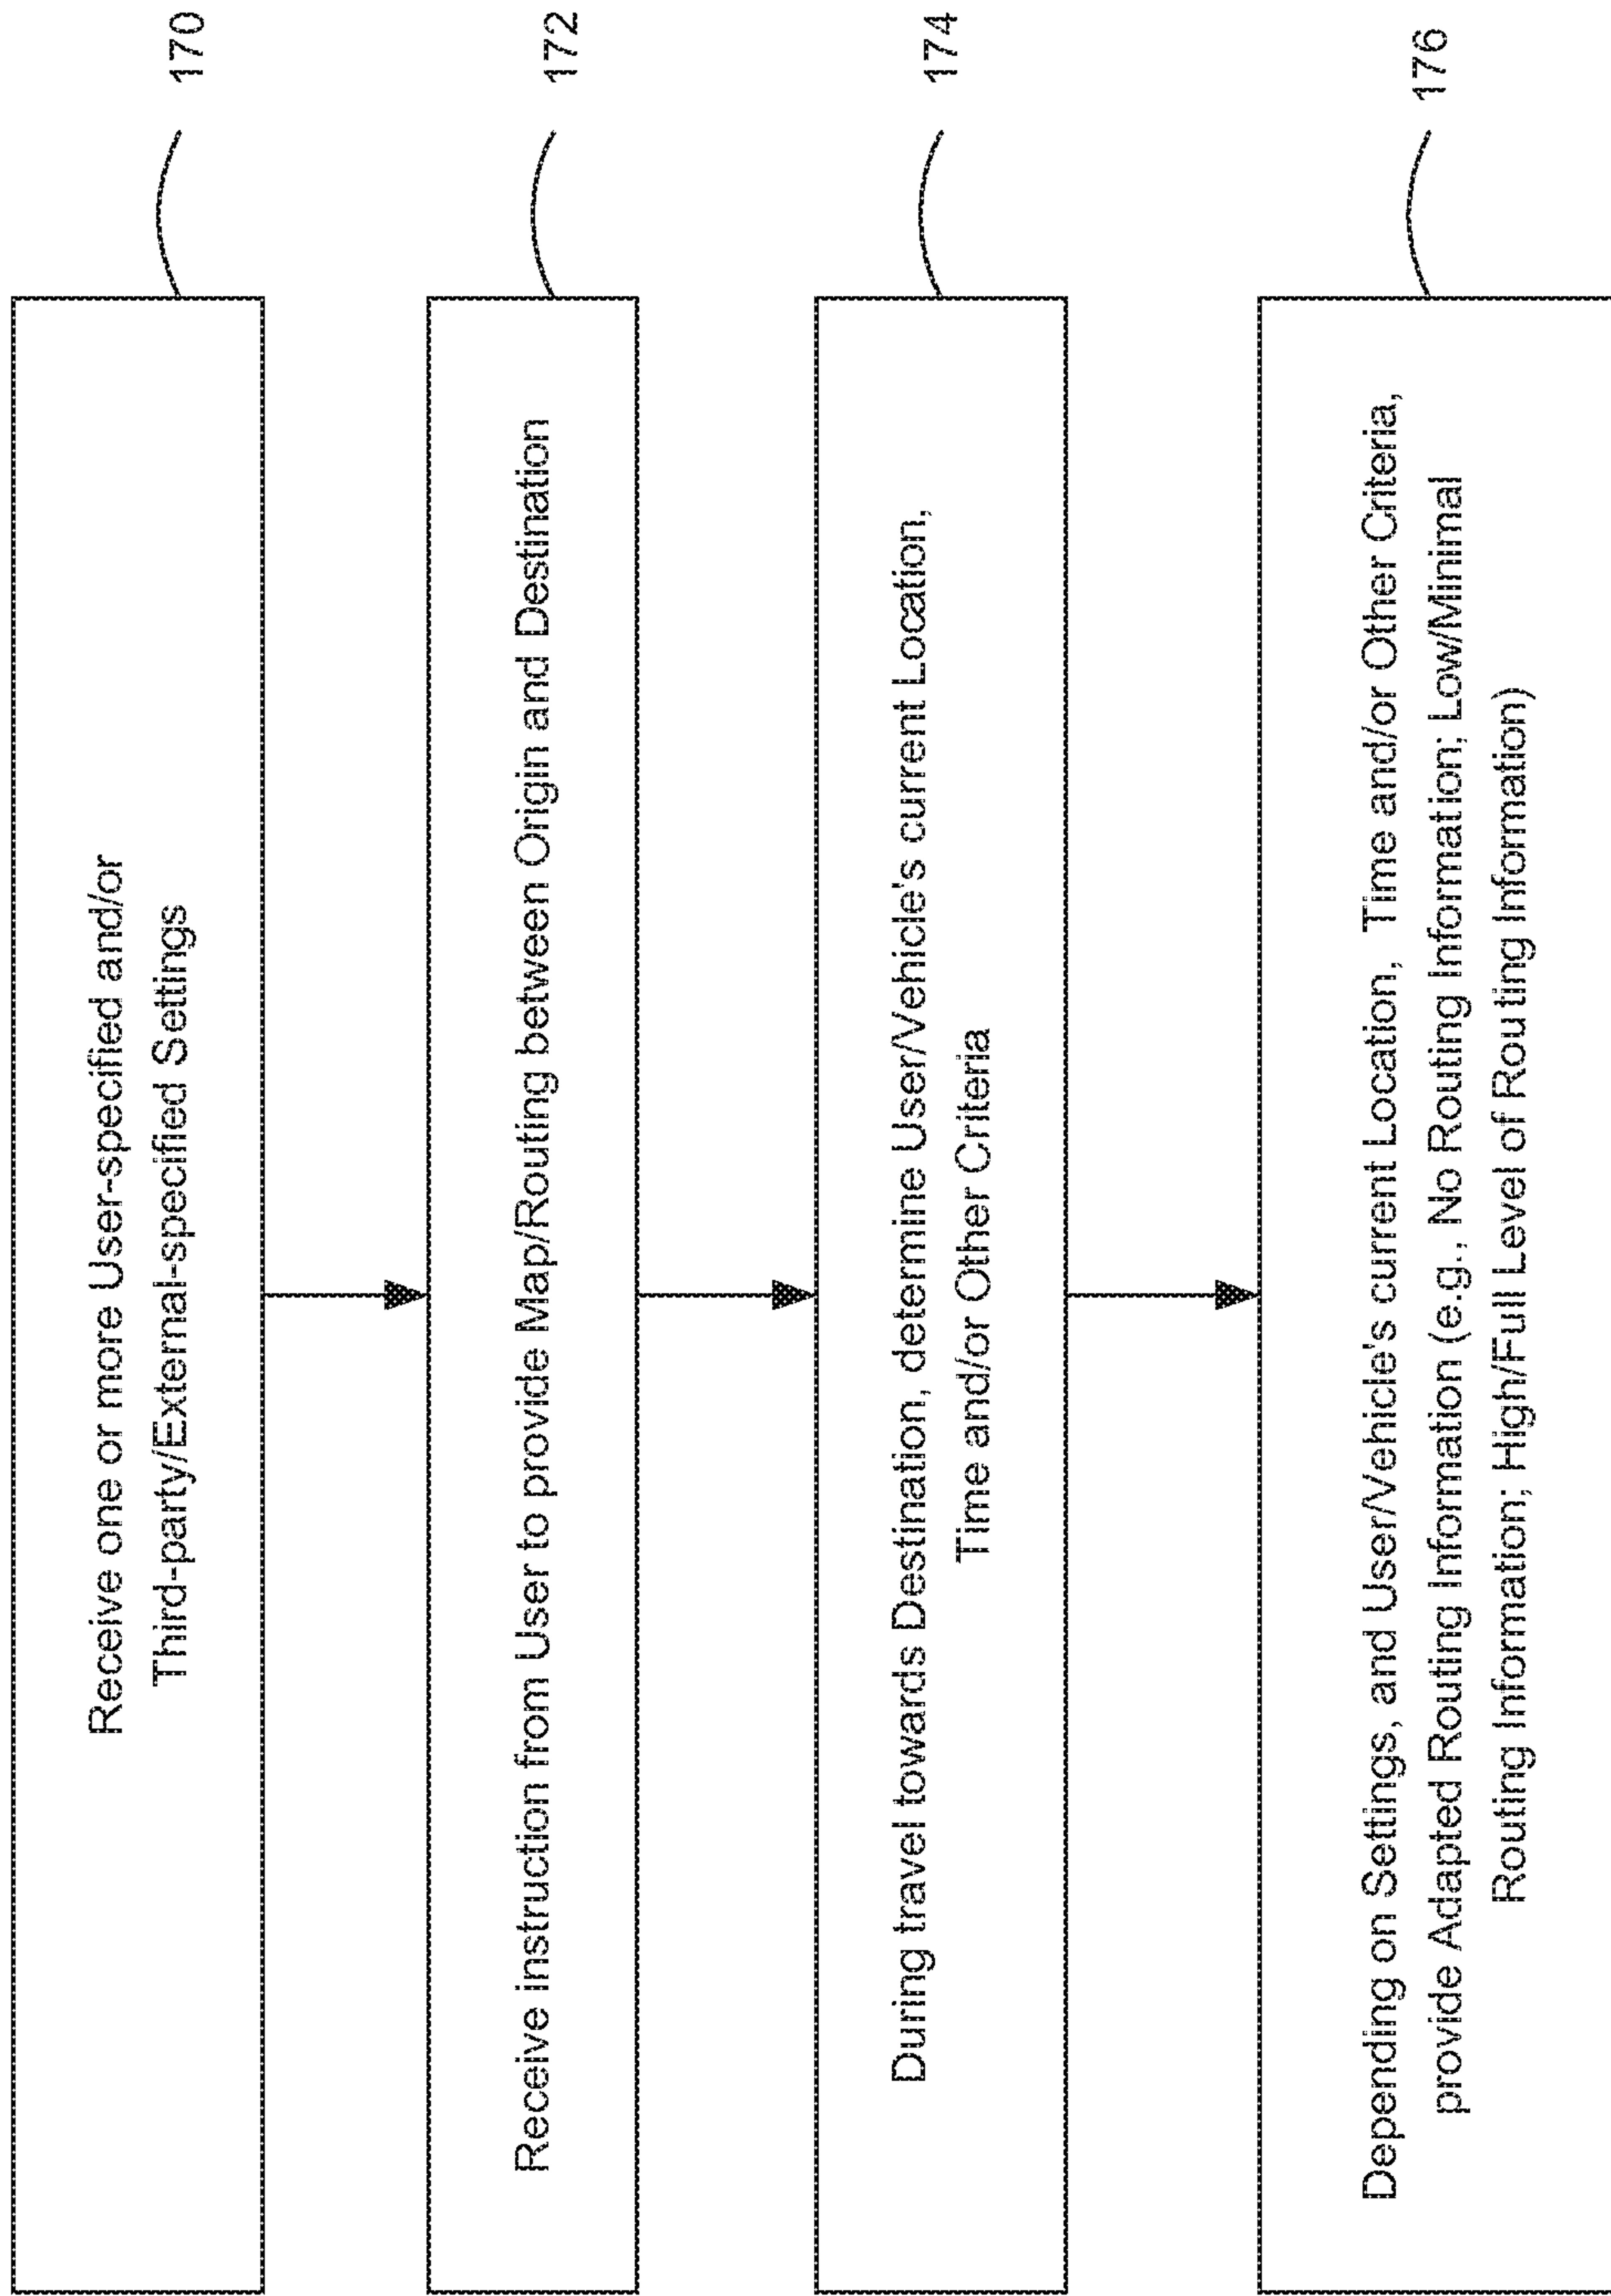 Receive one or more User-specified and/or
Third-party/External-specified Settings
170
Receive instruction from User to provide Map/Routing between Origin and Destination
172
During travel towards Destination, determine User/Vehicle's current Location,
Time and/or Other Criteria
174
Depending on Settings, and User/Vehicle's current Location, Time and/or Other Criteria,
provide Adapted Routing Information (e.g., No Routing Information; Low/Minimal
Routing Information; High/Full Level of Routing Information)
176